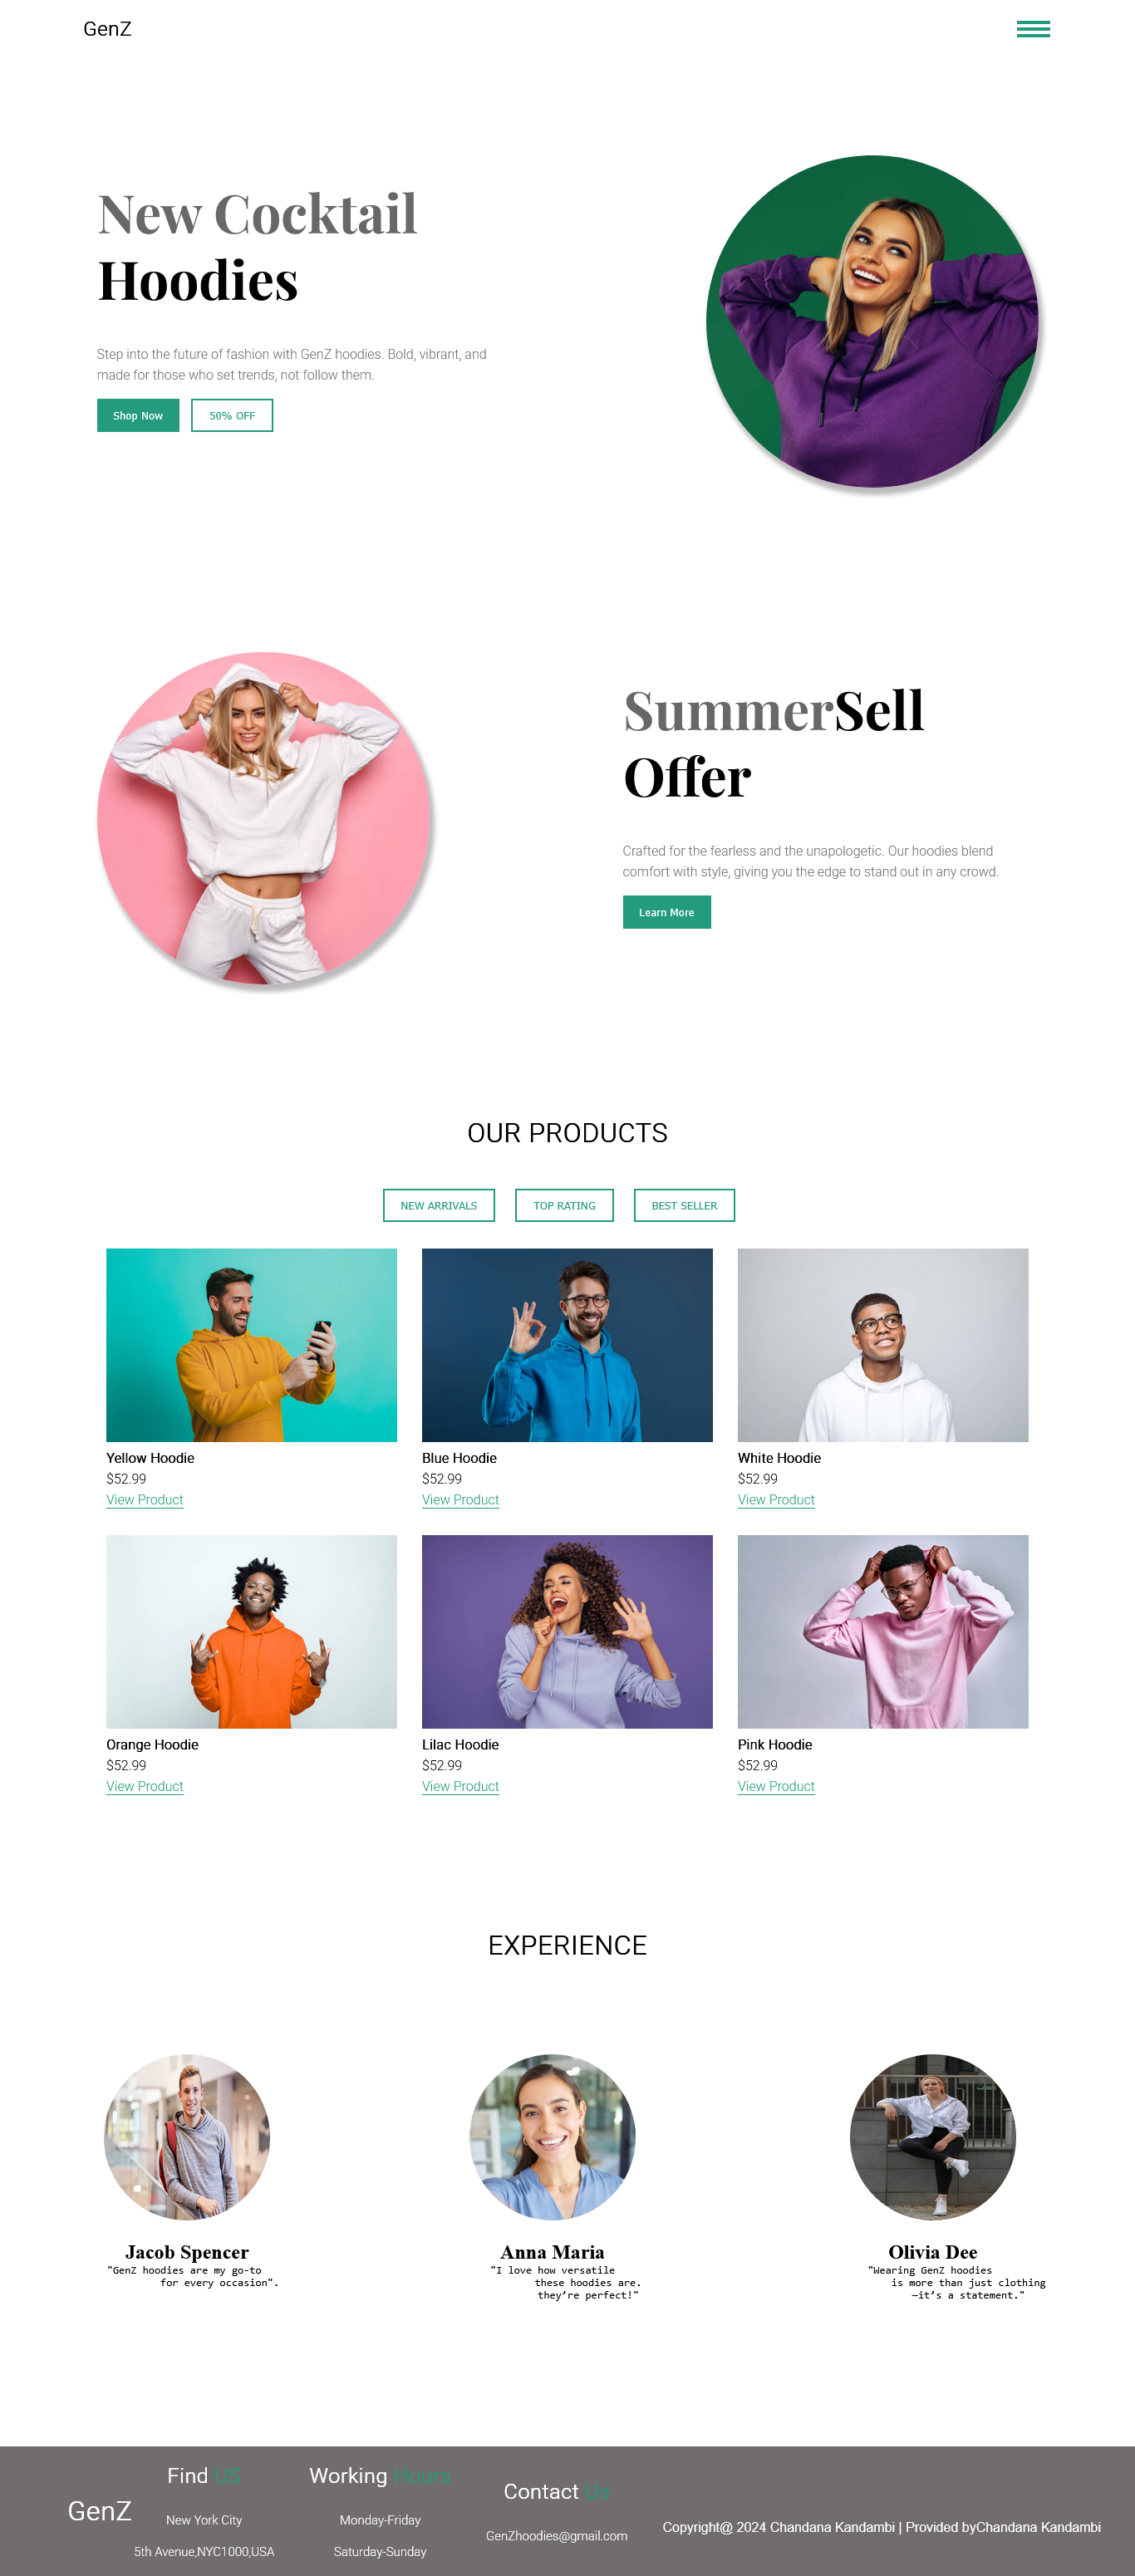 GenZ
New Cocktail
Hoodies
Step into the future of fashion with GenZ hoodies. Bold, vibrant, and
made for those who set trends, not follow them.
Shop Now
50% OFF
SummerSell
Offer
Crafted for the fearless and the unapologetic. Our hoodies blend
comfort with style, giving you the edge to stand out in any crowd.
Learn More
OUR PRODUCTS
NEW ARRIVALS
TOP RATING
BEST SELLER
Yellow Hoodie
$52.99
View Product
Blue Hoodie
$52.99
View Product
White Hoodie
$52.99
View Product
Orange Hoodie
$52.99
View Product
Lilac Hoodie
$52.99
View Product
Pink Hoodie
$52.99
View Product
EXPERIENCE
Jacob Spencer
"GenZ hoodies are my go-to
for every occasion".
Anna Maria
"I love how versatile
these hoodies are.
they’re perfect!"
Olivia Dee
"Wearing GenZ hoodies
is more than just clothing
—it’s a statement."
GenZ
Find US
New York City
5th Avenue,NYC1000,USA
Working Hours
Monday-Friday
Saturday-Sunday
Contact Us
GenZhoodies@gmail.com
Copyright@ 2024 Chandana Kandambi | Provided byChandana Kandambi